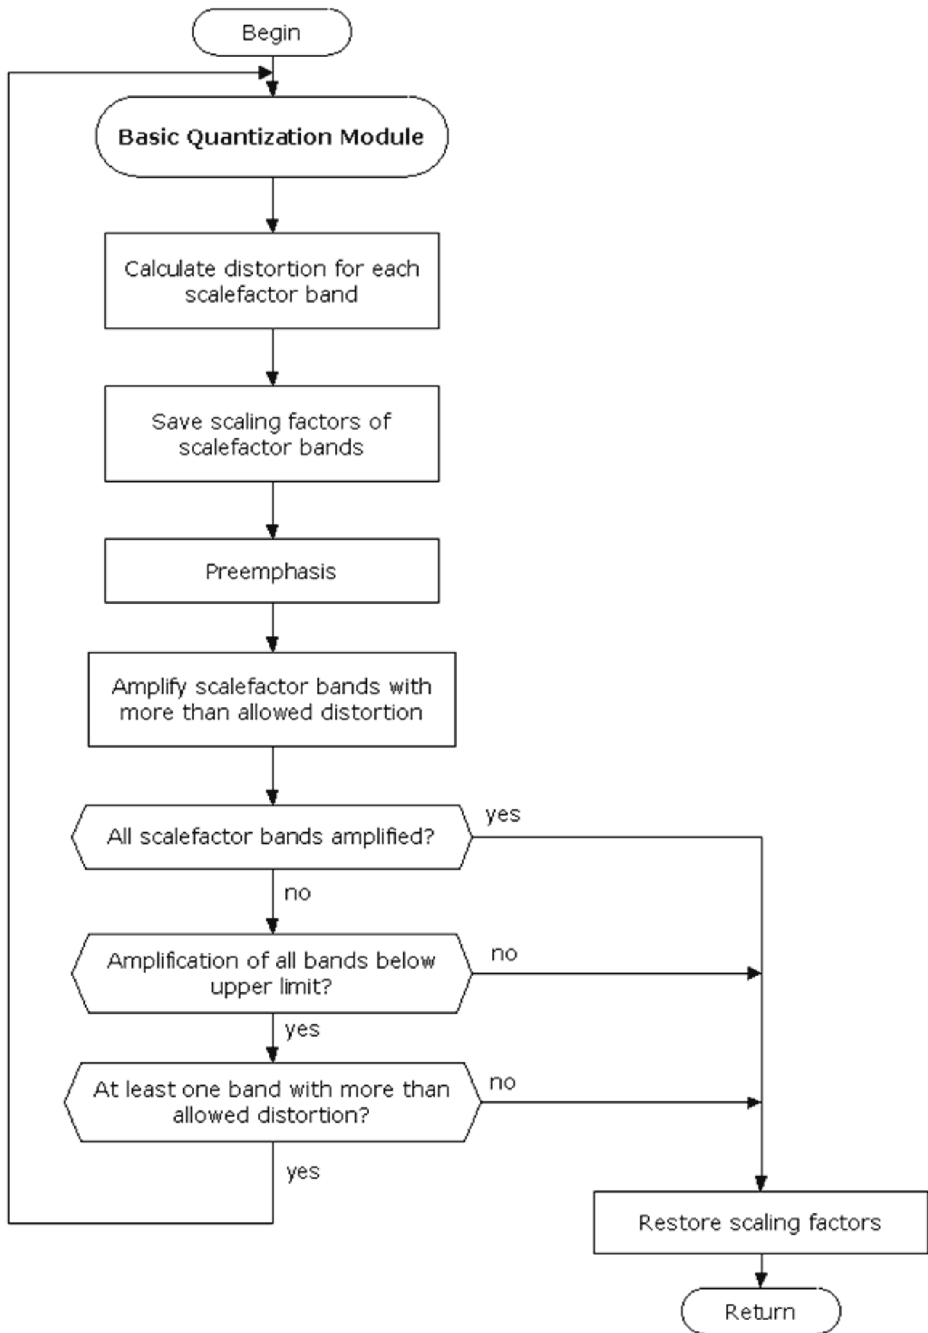 Begin
Basic Quantization Module
Calculate distortion for each
scalefactor band
Save scaling factors of
scalefactor bands
Preemphasis
Amplify scalefactor bands with
more than allowed distortion
All scalefactor bands amplified?
yes
no
Amplification of all bands below
upper limit?
no
yes
At least one band with more than
allowed distortion?
no
yes
Restore scaling factors
Return